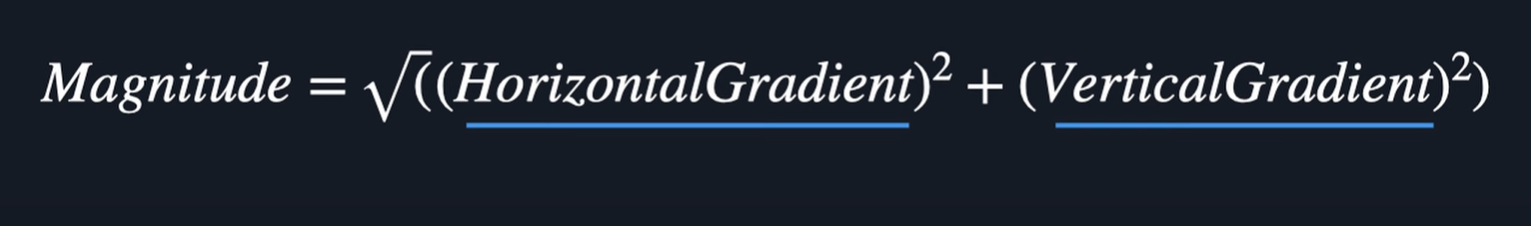 Magnitude = √((HorizontalGradient)² + (VerticalGradient)²)